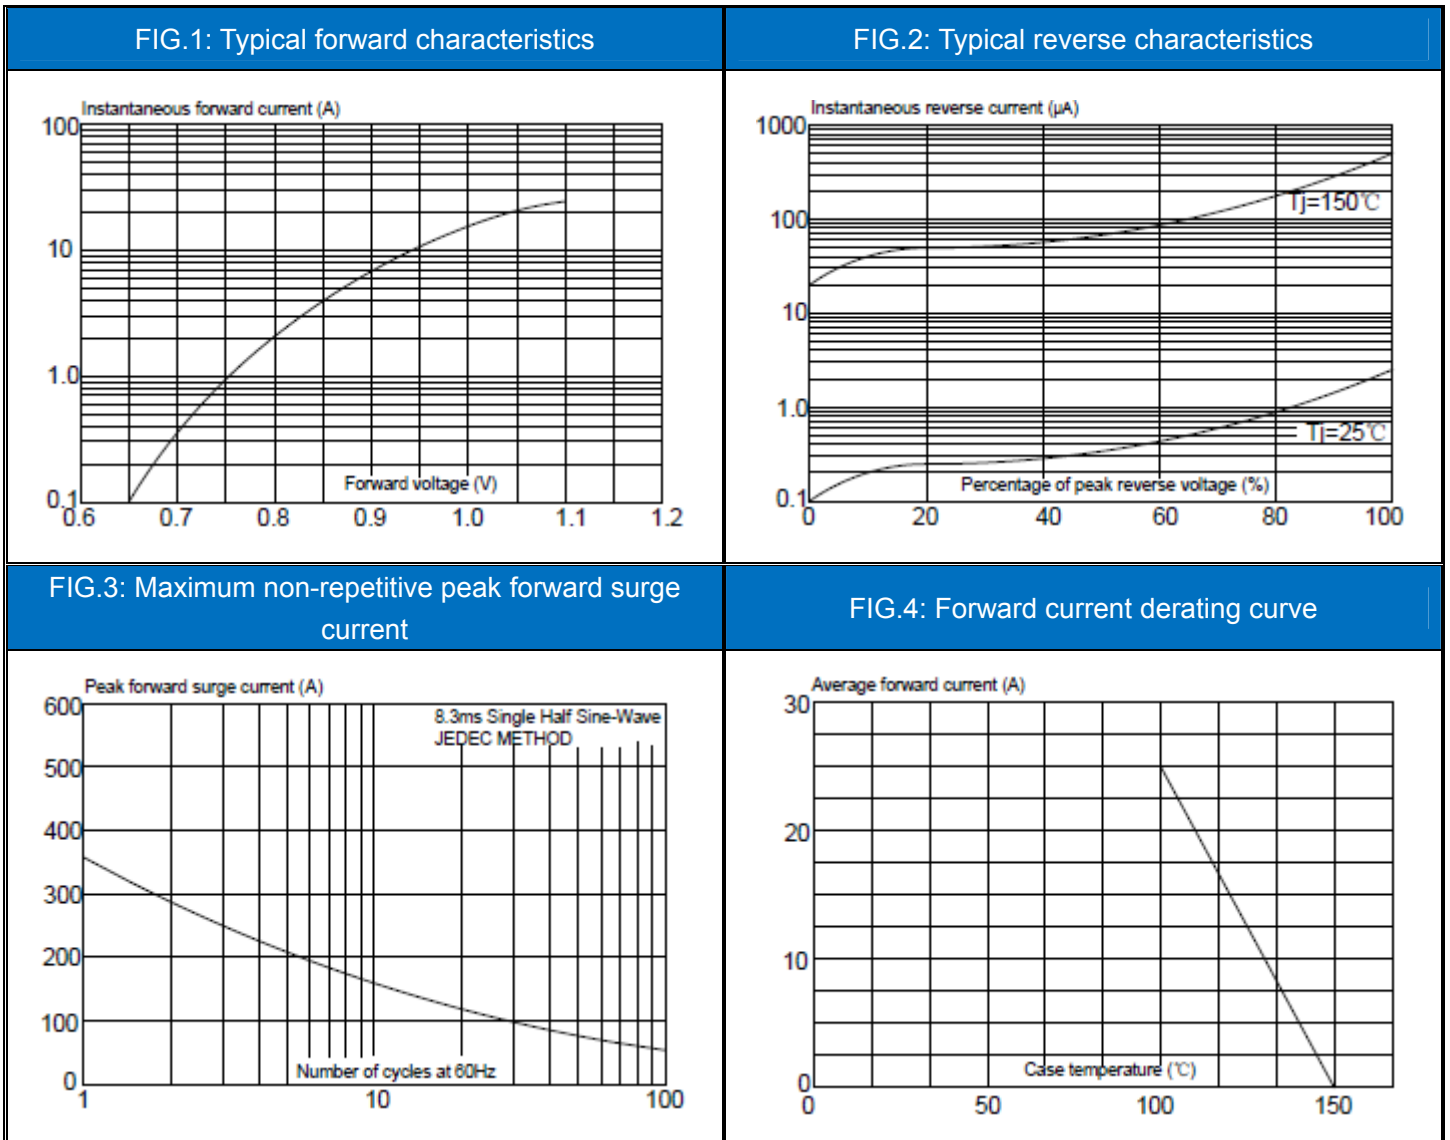 FIG.1: Typical forward characteristics
FIG.2: Typical reverse characteristics
Instantaneous forward current (A)
100
10
1.0
0.1
Forward voltage (V)
0.6 0.7 0.8 0.9 1.0 1.1 1.2
Instantaneous reverse current (μA)
1000
100
10
1.0
0.1
Tj=150℃
Tj=25℃
Percentage of peak reverse voltage (%)
0 20 40 60 80 100
FIG.3: Maximum non-repetitive peak forward surge
current
FIG.4: Forward current derating curve
Peak forward surge current (A)
600
500
400
300
200
100
0
8.3ms Single Half Sine-Wave
JEDEC METHOD
Number of cycles at 60Hz
1 10 100
Average forward current (A)
30
20
10
0
Case temperature (℃)
0 50 100 150